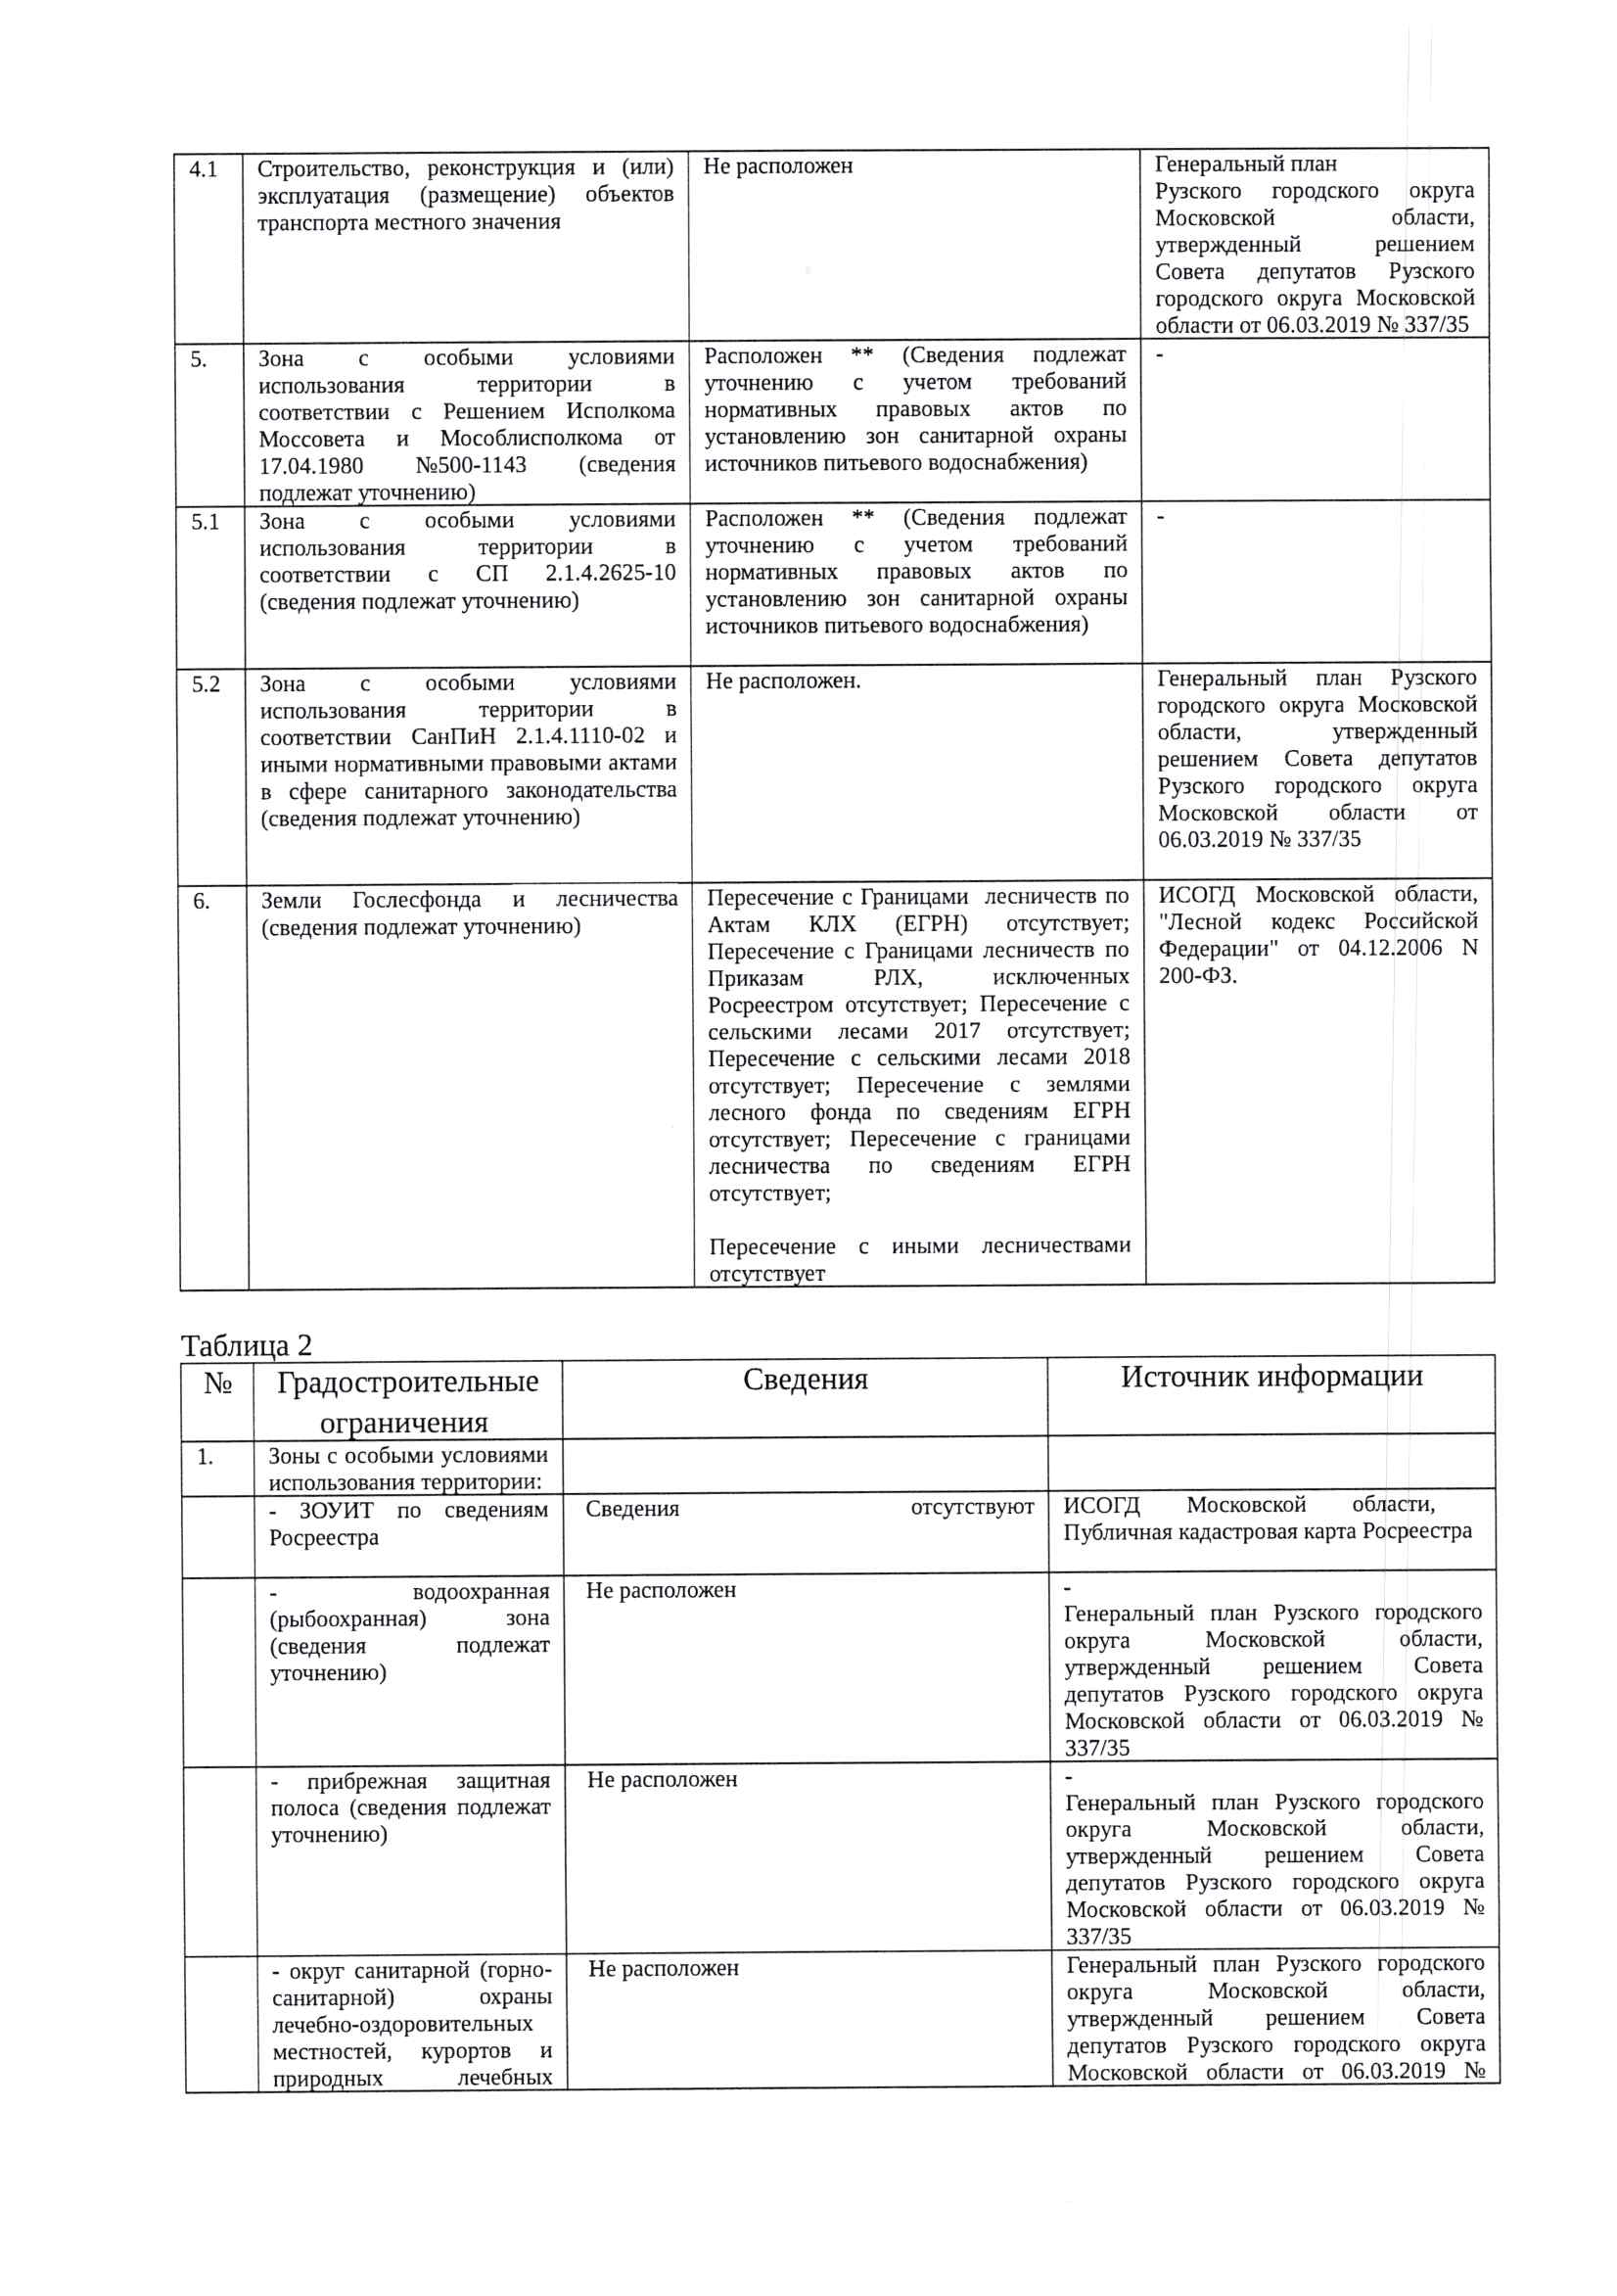 4.1
Строительство, реконструкция и (или)
эксплуатация (размещение) объектов
транспорта местного значения
Не расположен
Генеральный план
Рузского городского округа
Московской области,
утвержденный решением
Совета депутатов Рузского
городского округа Московской
области от 06.03.2019 № 337/35
5.
Зона с особыми условиями
использования территории в
соответствии с Решением Исполкома
Моссовета и Мособлисполкома от
17.04.1980 №500-1143 (сведения
подлежат уточнению)
Расположен ** (Сведения подлежат
уточнению с учетом требований
нормативных правовых актов по
установлению зон санитарной охраны
источников питьевого водоснабжения)
-
5.1
Зона с особыми условиями
использования территории в
соответствии с СП 2.1.4.2625-10
(сведения подлежат уточнению)
Расположен ** (Сведения подлежат
уточнению с учетом требований
нормативных правовых актов по
установлению зон санитарной охраны
источников питьевого водоснабжения)
-
5.2
Зона с особыми условиями
использования территории в
соответствии СанПиН 2.1.4.1110-02 и
иными нормативными правовыми актами
в сфере санитарного законодательства
(сведения подлежат уточнению)
Не расположен.
Генеральный план Рузского
городского округа Московской
области, утвержденный
решением Совета депутатов
Рузского городского округа
Московской области от
06.03.2019 № 337/35
6.
Земли Гослесфонда и лесничества
(сведения подлежат уточнению)
Пересечение с Границами лесничеств по
Актам КЛХ (ЕГРН) отсутствует;
Пересечение с Границами лесничеств по
Приказам РЛХ, исключенных
Росреестром отсутствует; Пересечение с
сельскими лесами 2017 отсутствует;
Пересечение с сельскими лесами 2018
отсутствует; Пересечение с землями
лесного фонда по сведениям ЕГРН
отсутствует; Пересечение с границами
лесничества по сведениям ЕГРН
отсутствует;
Пересечение с иными лесничествами
отсутствует
ИСОГД Московской области,
"Лесной кодекс Российской
Федерации" от 04.12.2006 N
200-ФЗ.
Таблица 2
№
Градостроительные
ограничения
Сведения
Источник информации
1.
Зоны с особыми условиями
использования территории:
- ЗОУИТ по сведениям
Росреестра
Сведения отсутствуют
ИСОГД Московской области,
Публичная кадастровая карта Росреестра
- водоохранная
(рыбоохранная) зона
(сведения подлежат
уточнению)
Не расположен
-
Генеральный план Рузского городского
округа Московской области,
утвержденный решением Совета
депутатов Рузского городского округа
Московской области от 06.03.2019 №
337/35
- прибрежная защитная
полоса (сведения подлежат
уточнению)
Не расположен
-
Генеральный план Рузского городского
округа Московской области,
утвержденный решением Совета
депутатов Рузского городского округа
Московской области от 06.03.2019 №
337/35
- округ санитарной (горно-
санитарной) охраны
лечебно-оздоровительных
местностей, курортов и
природных лечебных
Не расположен
Генеральный план Рузского городского
округа Московской области,
утвержденный решением Совета
депутатов Рузского городского округа
Московской области от 06.03.2019 №